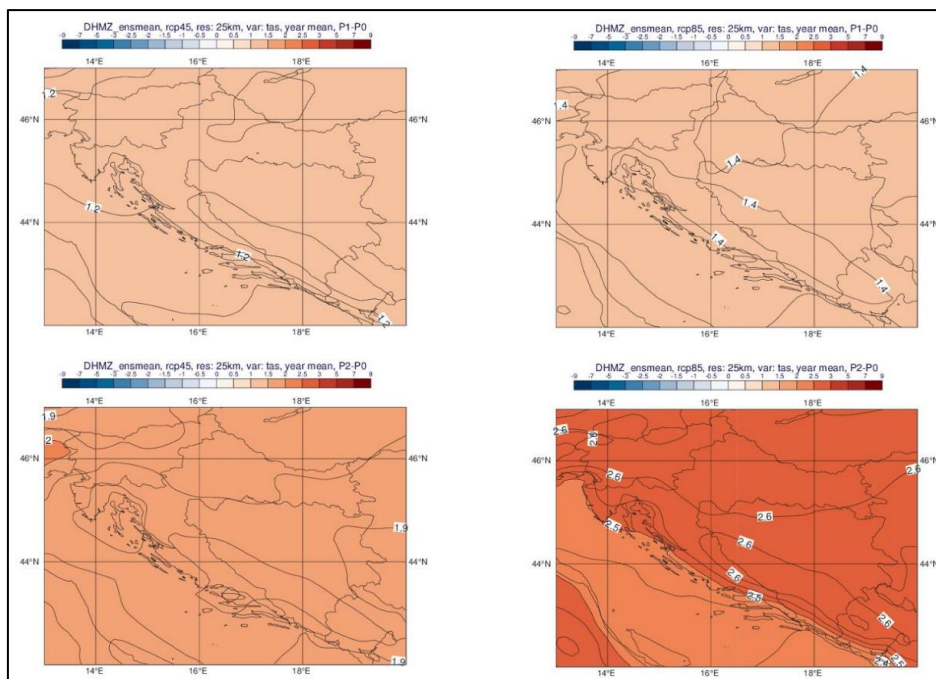 DHMZ_ensmean, rcp45, res: 25km, var: tas, year mean, P1-P0
-9 -7 -5 -3 -2.5 -2 -1.5 -1 -0.5 0 0.5 1 1.5 2 2.5 3 5 7 9
14°E 16°E 18°E
1.2
46°N 46°N
1.2
44°N 44°N
1.2
1.2
14°E 16°E 18°E
DHMZ_ensmean, rcp85, res: 25km, var: tas, year mean, P1-P0
-9 -7 -5 -3 -2.5 -2 -1.5 -1 -0.5 0 0.5 1 1.5 2 2.5 3 5 7 9
14°E 16°E 18°E
1.4
1.4
46°N 46°N
1.4
1.4
44°N 44°N
1.4
1.4
14°E 16°E 18°E
DHMZ_ensmean, rcp45, res: 25km, var: tas, year mean, P2-P0
-9 -7 -5 -3 -2.5 -2 -1.5 -1 -0.5 0 0.5 1 1.5 2 2.5 3 5 7 9
14°E 16°E 18°E
1.9
2
46°N 46°N
1.9
44°N 44°N
1.9
14°E 16°E 18°E
DHMZ_ensmean, rcp85, res: 25km, var: tas, year mean, P2-P0
-9 -7 -5 -3 -2.5 -2 -1.5 -1 -0.5 0 0.5 1 1.5 2 2.5 3 5 7 9
14°E 16°E 18°E
2.6 2.6
46°N 46°N
2.6 2.6
2.6
2.5
2.6
44°N 44°N
2.6
2.5
2.6
2.5
14°E 16°E 18°E